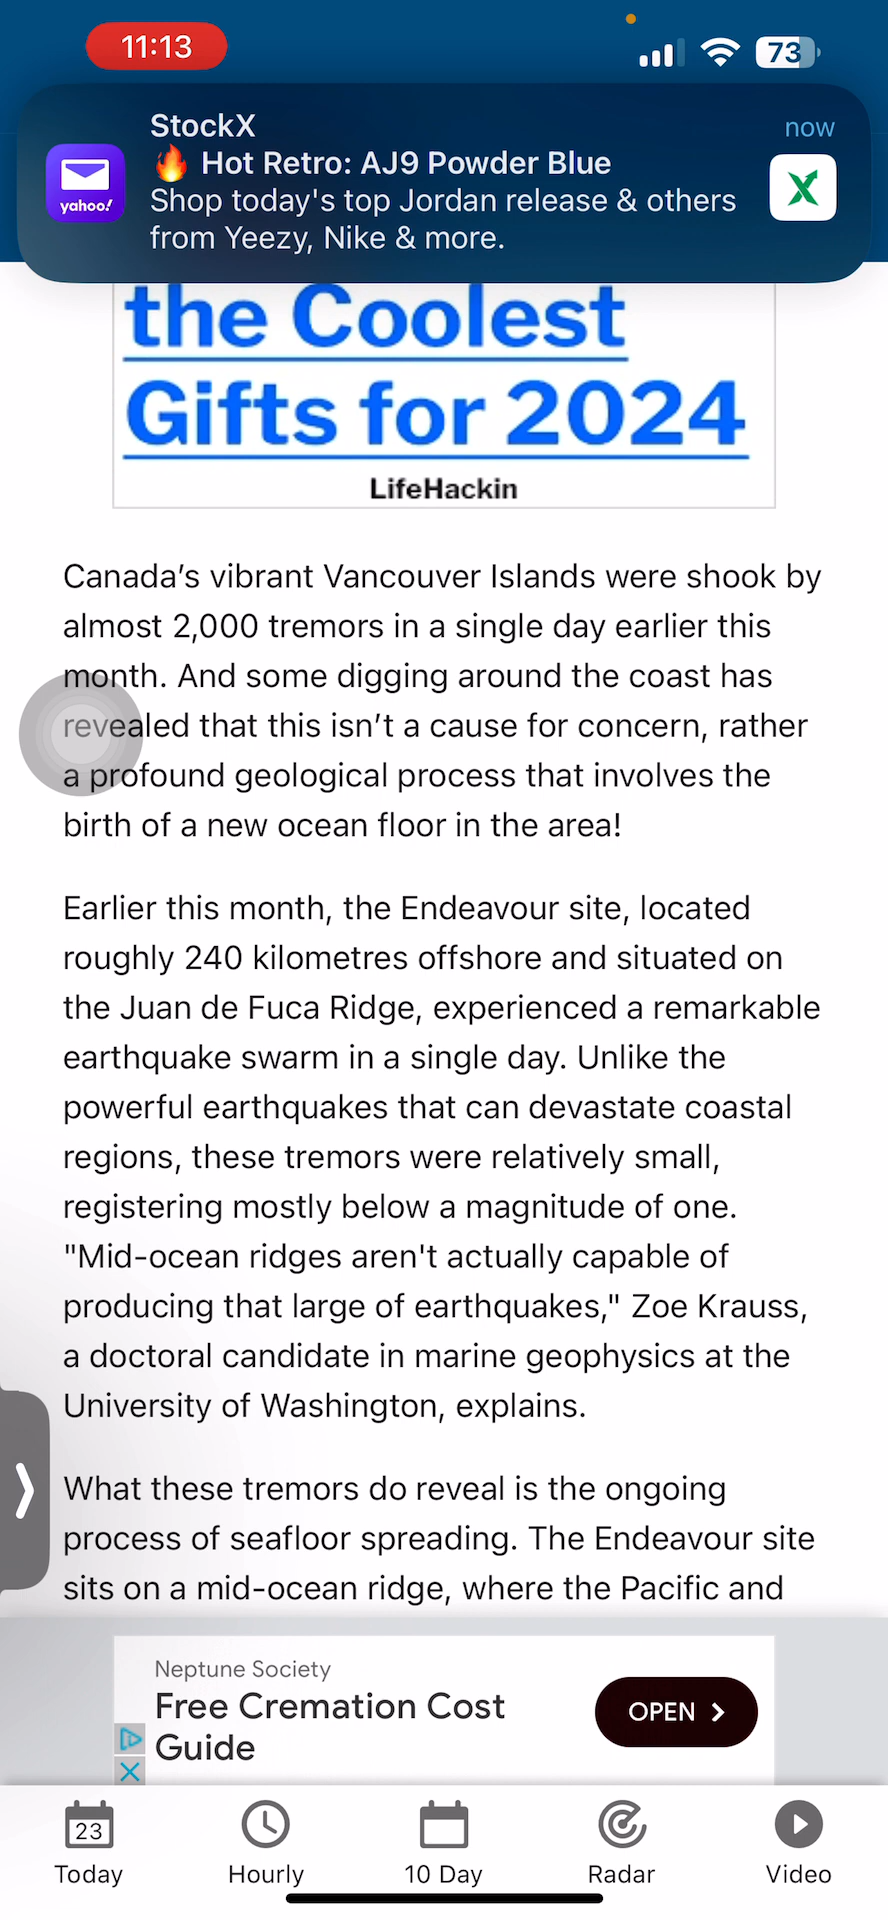 11:13
73
StockX
now
🔥 Hot Retro: AJ9 Powder Blue
yahoo!
Shop today's top Jordan release & others
from Yeezy, Nike & more.
the Coolest
Gifts for 2024
LifeHackin
Canada’s vibrant Vancouver Islands were shook by
almost 2,000 tremors in a single day earlier this
month. And some digging around the coast has
revealed that this isn’t a cause for concern, rather
a profound geological process that involves the
birth of a new ocean floor in the area!
Earlier this month, the Endeavour site, located
roughly 240 kilometres offshore and situated on
the Juan de Fuca Ridge, experienced a remarkable
earthquake swarm in a single day. Unlike the
powerful earthquakes that can devastate coastal
regions, these tremors were relatively small,
registering mostly below a magnitude of one.
"Mid-ocean ridges aren't actually capable of
producing that large of earthquakes," Zoe Krauss,
a doctoral candidate in marine geophysics at the
University of Washington, explains.
What these tremors do reveal is the ongoing
process of seafloor spreading. The Endeavour site
sits on a mid-ocean ridge, where the Pacific and
Neptune Society
Free Cremation Cost
Guide
OPEN
23
Today
Hourly
10 Day
Radar
Video